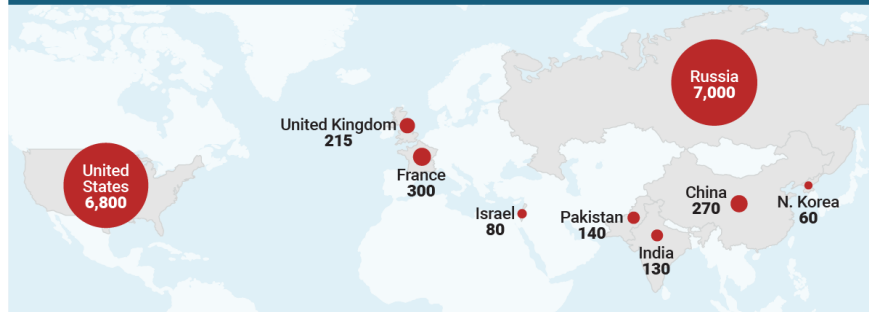 Russia
7,000
United Kingdom
215
United
States
6,800
France
300
Israel
80
Pakistan
140
China
270
N. Korea
60
India
130